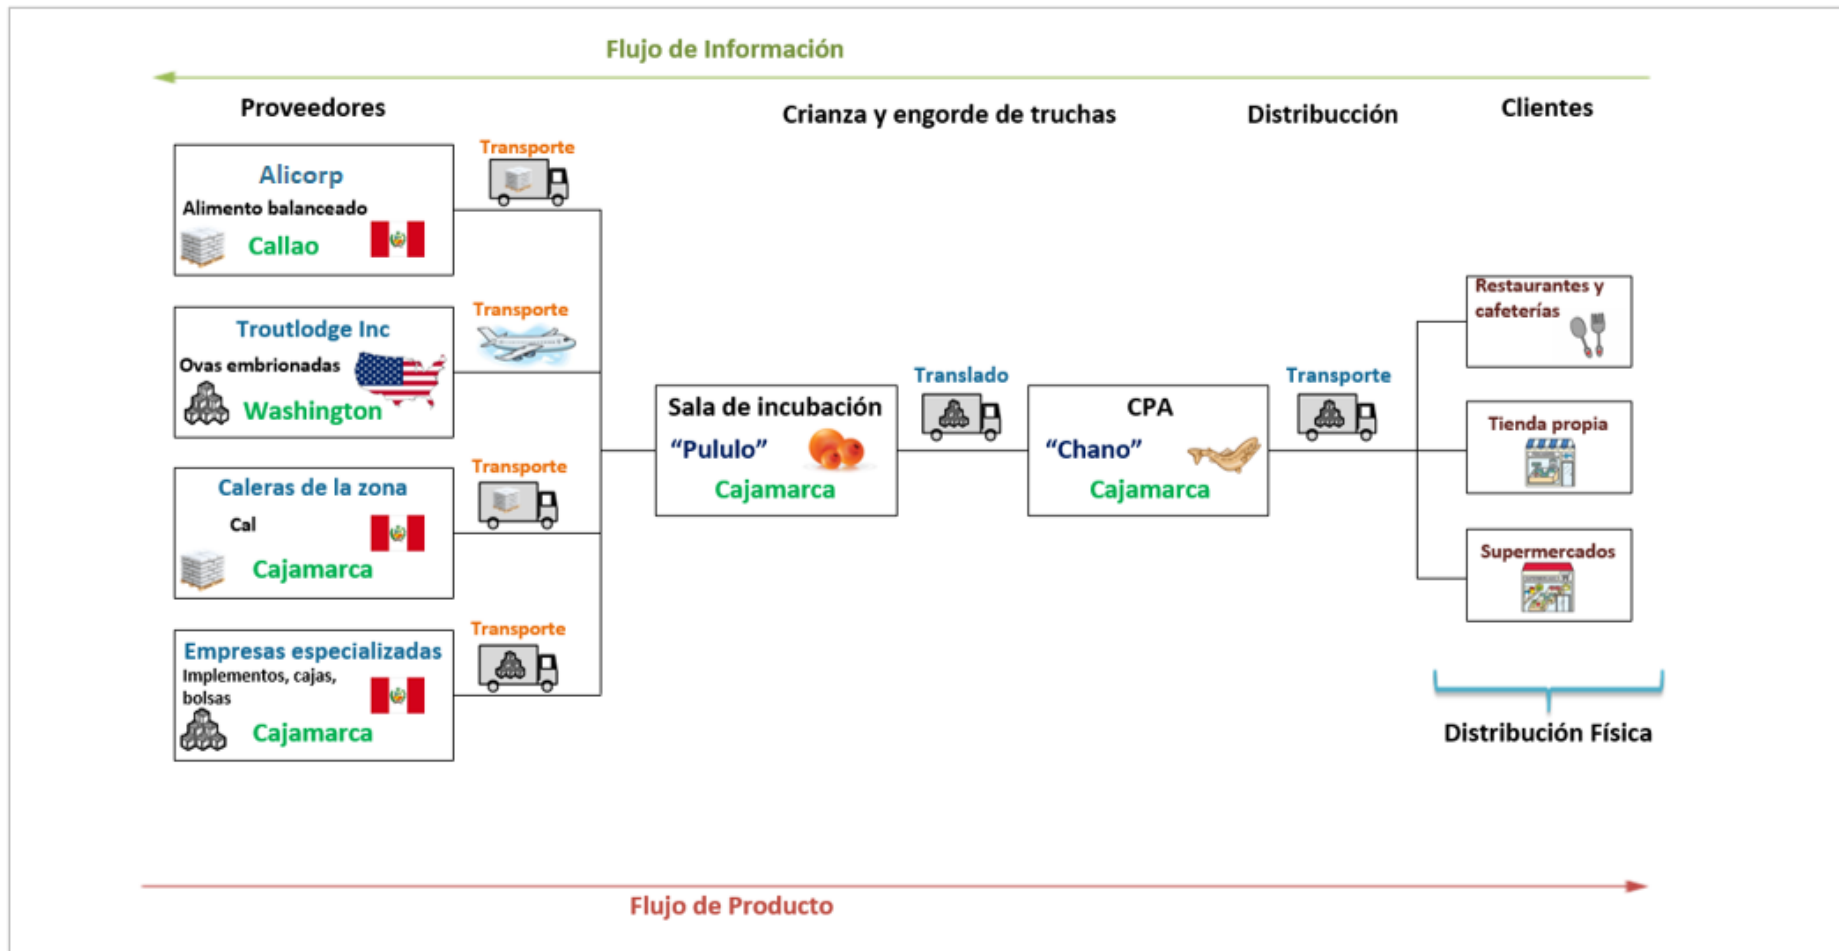 Flujo de Información
Proveedores
Crianza y engorde de truchas
Distribucción
Clientes
Alicorp
Alimento balanceado
Callao
Transporte
Troutlodge Inc
Ovas embrionadas
Washington
Transporte
Caleras de la zona
Cal
Cajamarca
Transporte
Empresas especializadas
Implementos, cajas,
bolsas
Cajamarca
Transporte
Sala de incubación
“Pululo”
Cajamarca
Translado
CPA
“Chano”
Cajamarca
Transporte
Restaurantes y
cafeterías
Tienda propia
Supermercados
Distribución Física
Flujo de Producto